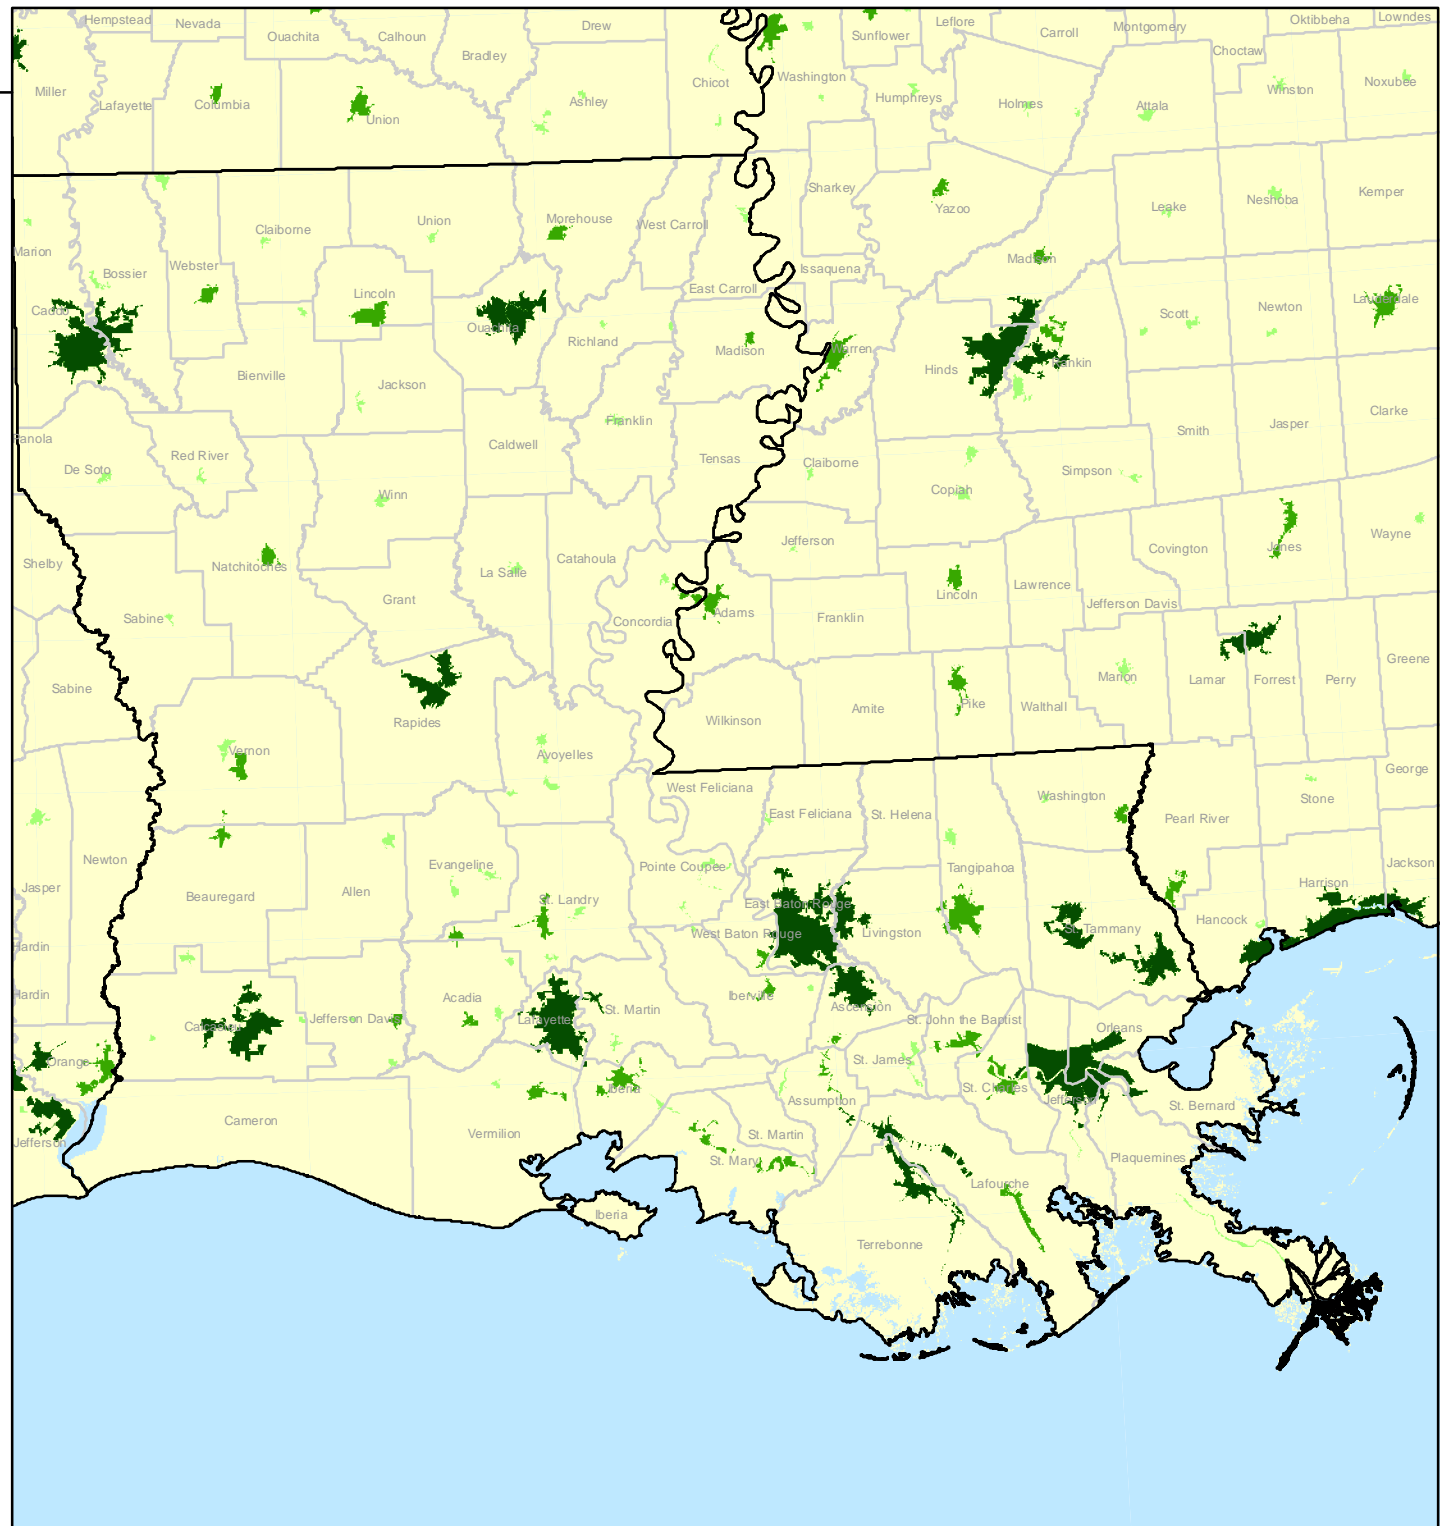 Hempstead
Nevada
Ouachita
Calhoun
Bradley
Drew
Sunflower
Leflore
Carroll
Montgomery
Oktibbeha
Lowndes
Choctaw
Miller
Lafayette
Columbia
Union
Ashley
Chicot
Washington
Humphreys
Holmes
Attala
Winston
Noxubee
Sharkey
Yazoo
Leake
Neshoba
Kemper
Marion
Bossier
Webster
Claiborne
Union
Morehouse
West Carroll
Issaquena
Madison
East Carroll
Caddo
Lincoln
Ouachita
Richland
Madison
Warren
Hinds
Rankin
Scott
Newton
Lauderdale
Bienville
Jackson
Franklin
Clarke
Panola
De Soto
Red River
Caldwell
Tensas
Claiborne
Copiah
Simpson
Smith
Jasper
Winn
Shelby
Natchitoches
Catahoula
La Salle
Jefferson
Covington
Jones
Wayne
Sabine
Grant
Concordia
Adams
Franklin
Lincoln
Lawrence
Jefferson Davis
Sabine
Rapides
Wilkinson
Amite
Pike
Walthall
Marion
Lamar
Forrest
Perry
Greene
Vernon
Avoyelles
West Feliciana
East Feliciana
St. Helena
Washington
Pearl River
Stone
George
Newton
Jasper
Beauregard
Allen
Evangeline
St. Landry
Pointe Coupee
Tangipahoa
Harrison
Jackson
East Baton Rouge
West Baton Rouge
Livingston
St. Tammany
Hancock
Hardin
Hardin
Calcasieu
Jefferson Davis
Acadia
Lafayette
St. Martin
Iberville
Ascension
St. John the Baptist
Orleans
Orange
Iberia
St. James
St. Charles
Jefferson
St. Bernard
Jefferson
Cameron
Vermilion
Assumption
St. Martin
St. Mary
Plaquemines
Lafourche
Iberia
Terrebonne